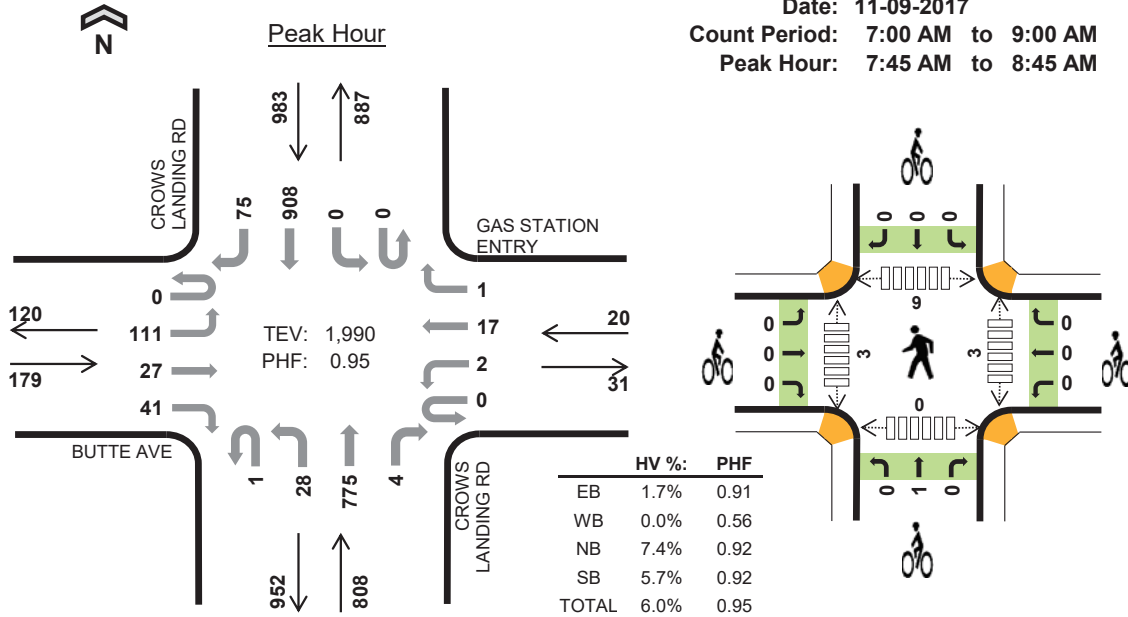 Date: 11-09-2017
N
Peak Hour
Count Period: 7:00 AM to 9:00 AM
Peak Hour: 7:45 AM to 8:45 AM
983
887
CROWS
LANDING RD
75
908
0
0
GAS STATION
ENTRY
0
111
27
41
120
179
TEV: 1,990
PHF: 0.95
1
17
2
0
20
31
BUTTE AVE
1
28
775
4
CROWS
LANDING RD
952
808
HV %: PHF
EB 1.7% 0.91
WB 0.0% 0.56
NB 7.4% 0.92
SB 5.7% 0.92
TOTAL 6.0% 0.95
0 0 0
9
0
0
0
3
3
0
0
0
0
0 1 0